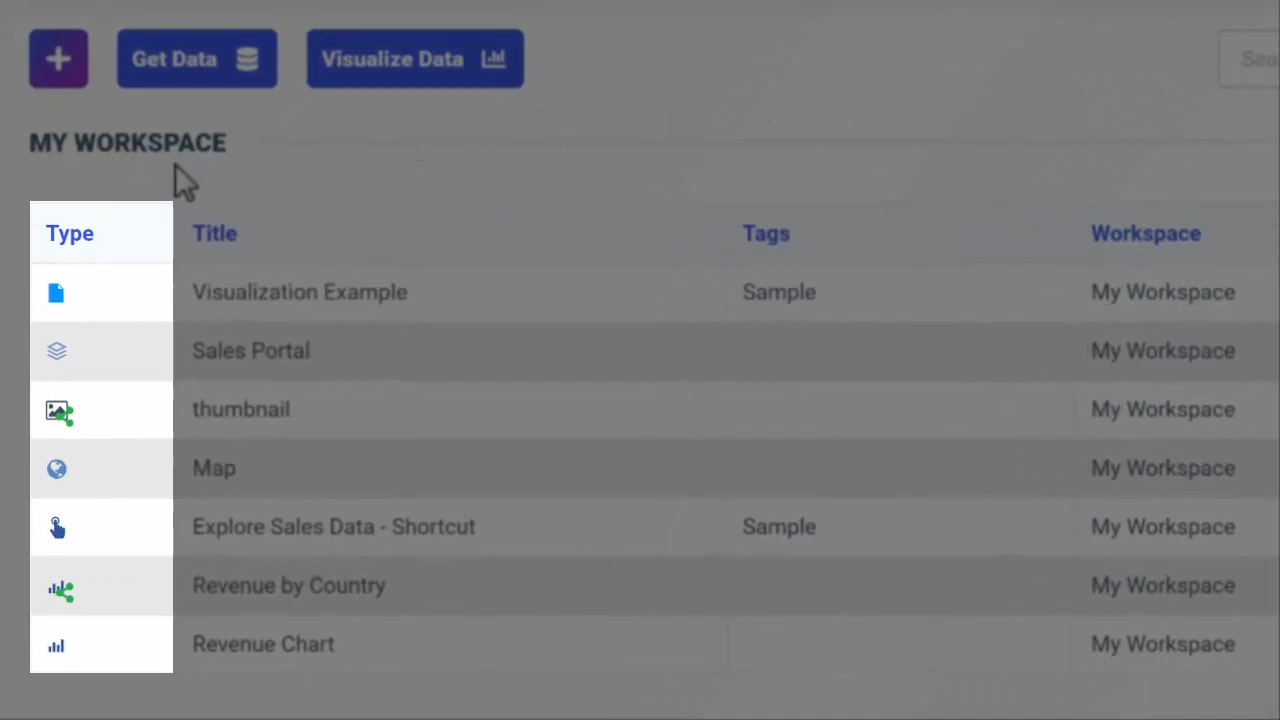 Get Data Visualize Data Sea
MY WORKSPACE
Type Title Tags Workspace
Visualization Example Sample My Workspace
Sales Portal My Workspace
thumbnail My Workspace
Map My Workspace
Explore Sales Data - Shortcut Sample My Workspace
Revenue by Country My Workspace
Revenue Chart My Workspace